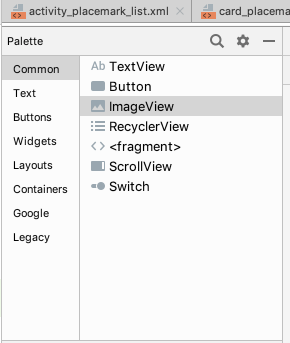 activity_placemark_list.xml
card_placema
Palette
Common
Text
Buttons
Widgets
Layouts
Containers
Google
Legacy
Ab TextView
Button
ImageView
RecyclerView
<> <fragment>
ScrollView
Switch